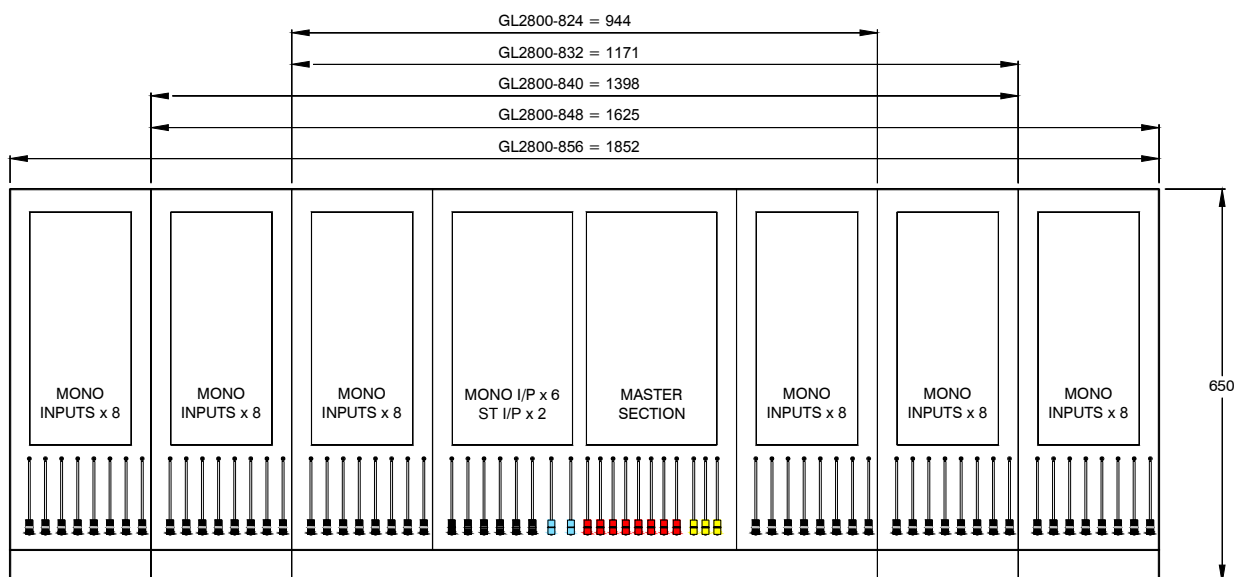 GL2800-824 = 944
GL2800-832 = 1171
GL2800-840 = 1398
GL2800-848 = 1625
GL2800-856 = 1852
650
MONO
INPUTS x 8
MONO
INPUTS x 8
MONO
INPUTS x 8
MONO I/P x 6
ST I/P x 2
MASTER
SECTION
MONO
INPUTS x 8
MONO
INPUTS x 8
MONO
INPUTS x 8